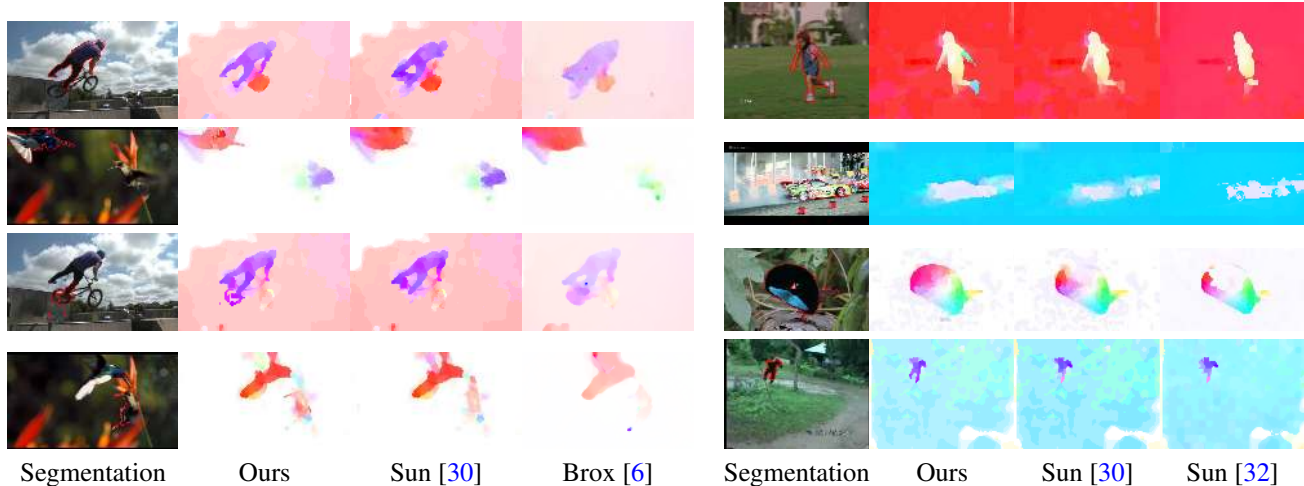 Segmentation Ours Sun [30] Brox [6] Segmentation Ours Sun [30] Sun [32]